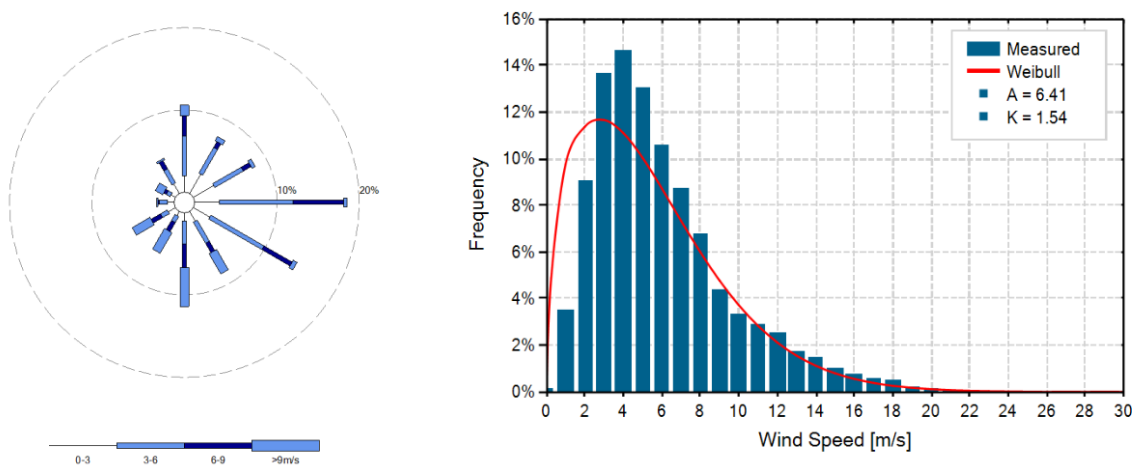 10%
20%
0-3
3-6
6-9
>9m/s
16%
14%
12%
10%
8%
6%
4%
2%
0%
Frequency
Measured
Weibull
A = 6.41
K = 1.54
0 2 4 6 8 10 12 14 16 18 20 22 24 26 28 30
Wind Speed [m/s]